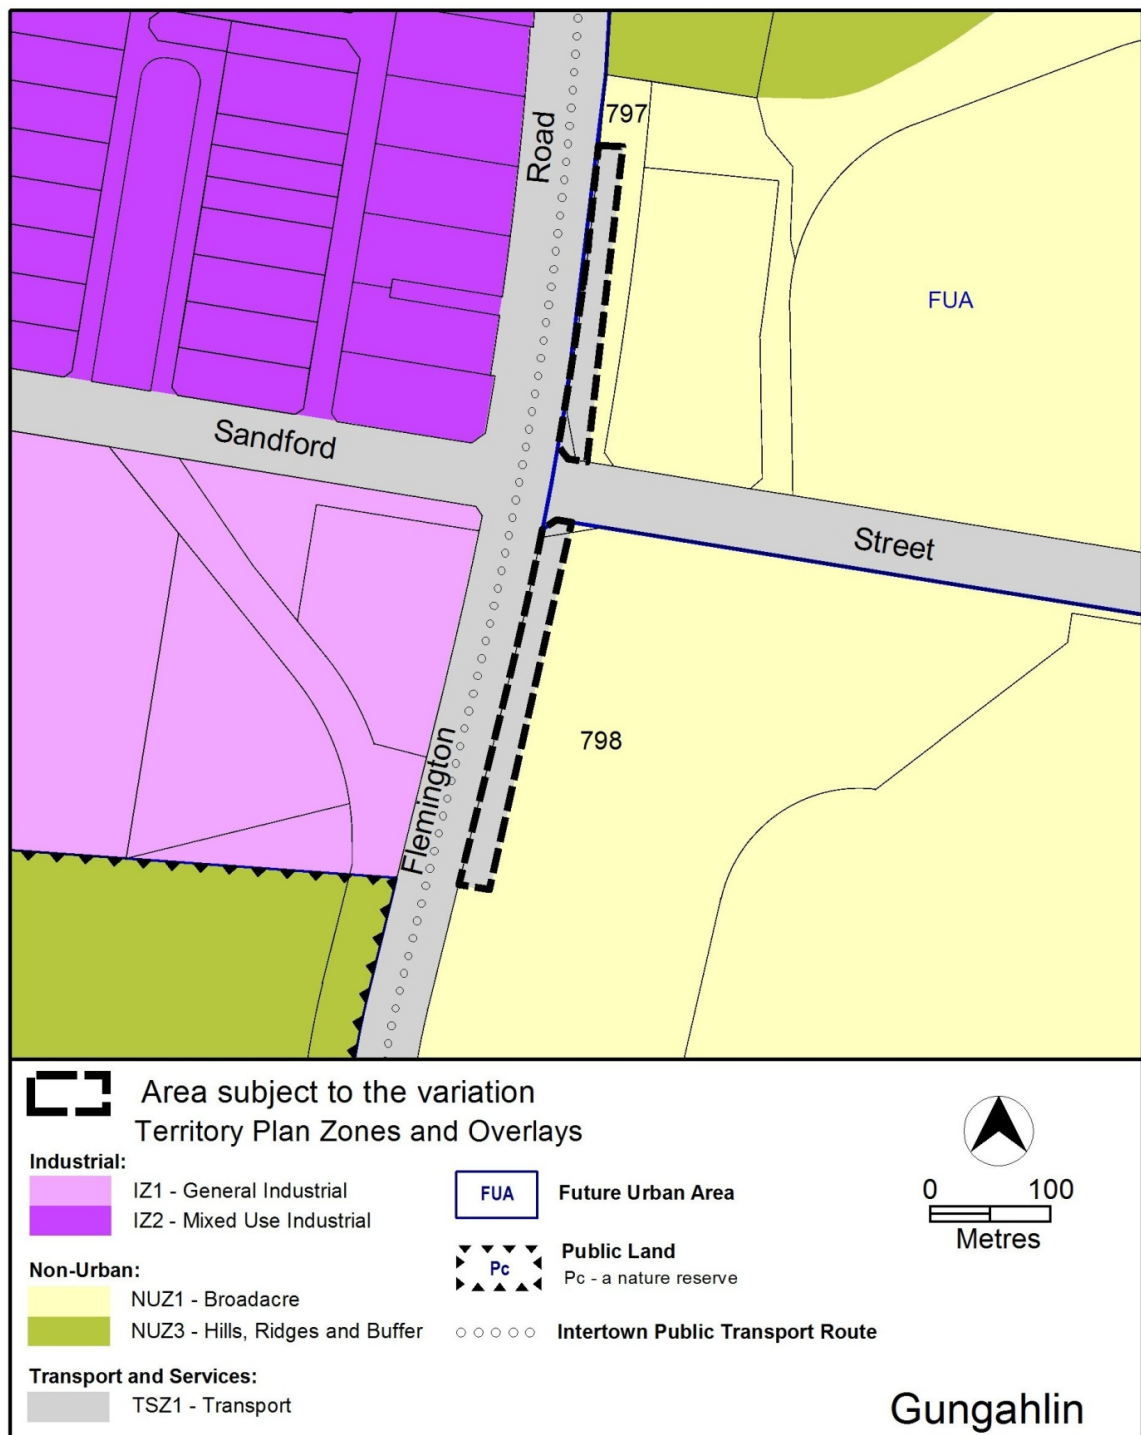 797
Road
FUA
Sandford
Street
798
Flemington
Area subject to the variation
Territory Plan Zones and Overlays
Industrial:
IZ1 - General Industrial
IZ2 - Mixed Use Industrial
Non-Urban:
NUZ1 - Broadacre
NUZ3 - Hills, Ridges and Buffer
Transport and Services:
TSZ1 - Transport
FUA Future Urban Area
Public Land
Pc Pc - a nature reserve
Intertown Public Transport Route
0 100
Metres
Gungahlin